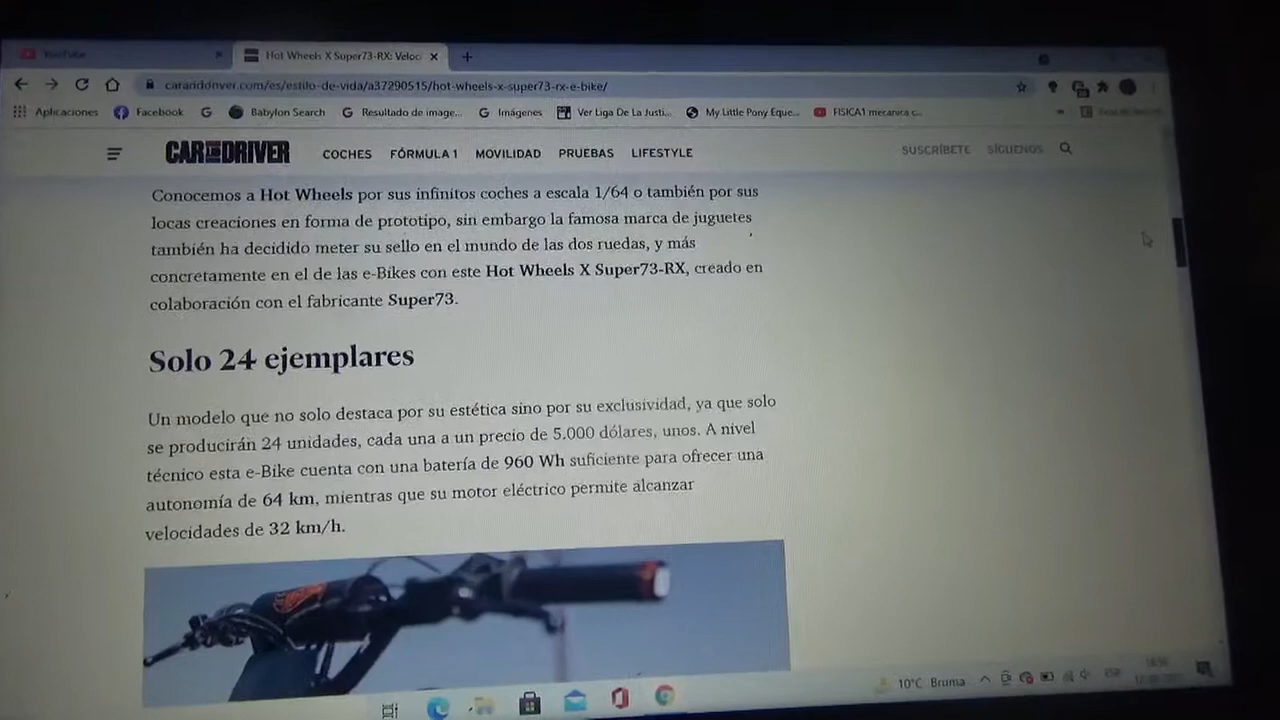 YouTube
Hot Wheels X Super73-RX: Veloc
caranddriver.com/es/estilo-de-vida/a37290515/hot-wheels-x-super73-rx-e-bike/
Aplicaciones Facebook Babylon Search Resultado de image... Imágenes Ver Liga De La Justi... My Little Pony Eque... FISICA1 mecanica c...
CAR AND DRIVER COCHES FÓRMULA 1 MOVILIDAD PRUEBAS LIFESTYLE SUSCRÍBETE SÍGUENOS
Conocemos a Hot Wheels por sus infinitos coches a escala 1/64 o también por sus
locas creaciones en forma de prototipo, sin embargo la famosa marca de juguetes
también ha decidido meter su sello en el mundo de las dos ruedas, y más
concretamente en el de las e-Bikes con este Hot Wheels X Super73-RX, creado en
colaboración con el fabricante Super73.
Solo 24 ejemplares
Un modelo que no solo destaca por su estética sino por su exclusividad, ya que solo
se producirán 24 unidades, cada una a un precio de 5.000 dólares, unos. A nivel
técnico esta e-Bike cuenta con una batería de 960 Wh suficiente para ofrecer una
autonomía de 64 km, mientras que su motor eléctrico permite alcanzar
velocidades de 32 km/h.
10°C Bruma ESP